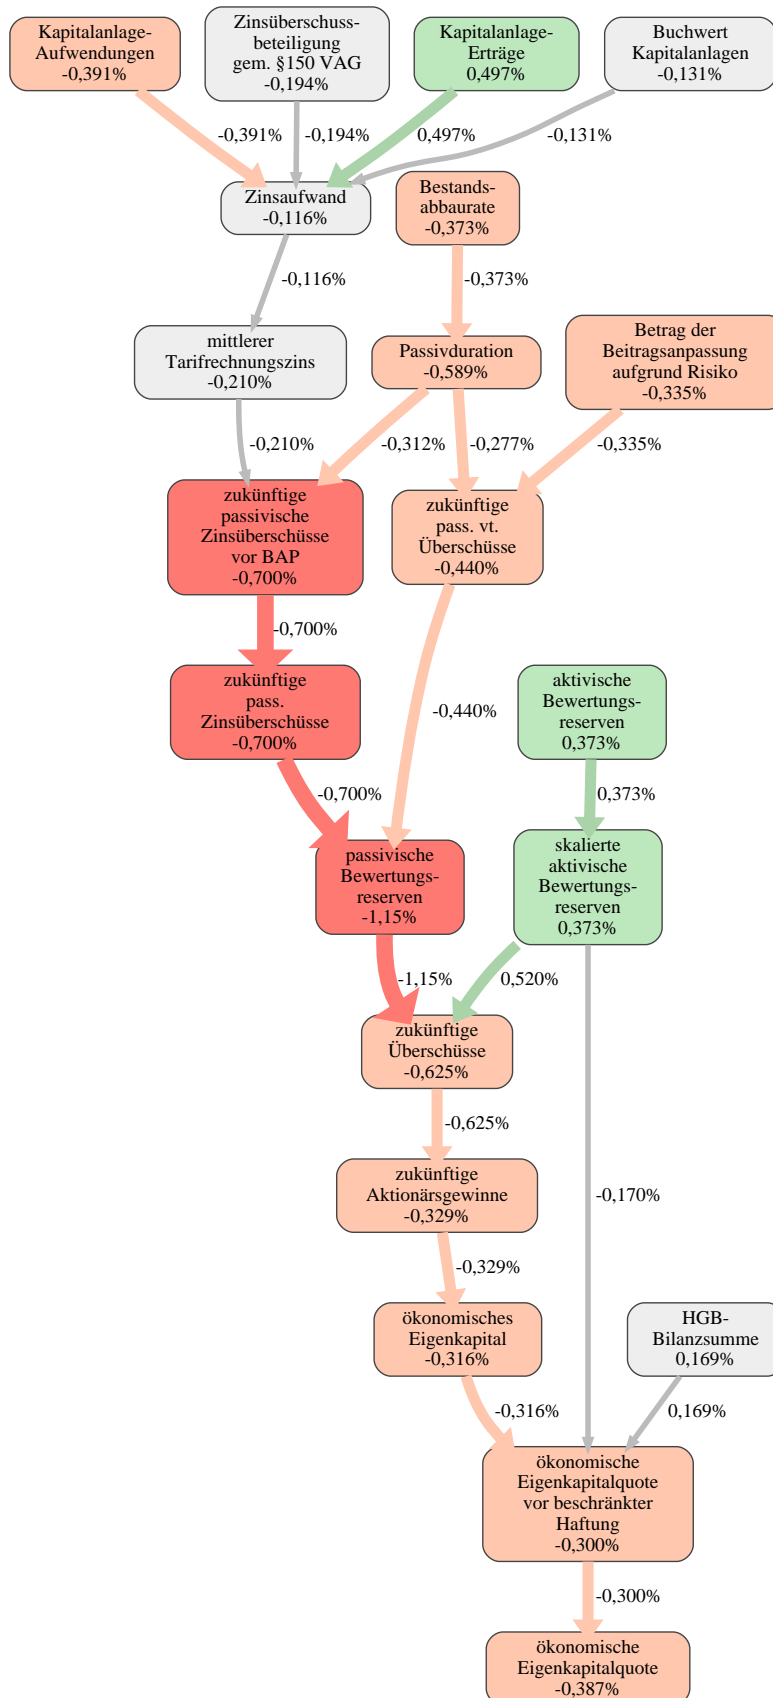 Kapitalanlage-
Aufwendungen
-0,391%
Zinsüberschuss-
beteiligung
gem. §150 VAG
-0,194%
Kapitalanlage-
Erträge
0,497%
Buchwert
Kapitalanlagen
-0,131%
-0,391%
-0,194%
0,497%
-0,131%
Zinsaufwand
-0,116%
Bestands-
abbaurate
-0,373%
-0,116%
-0,373%
mittlerer
Tarifrechnungszins
-0,210%
Passivduration
-0,589%
Betrag der
Beitragsanpassung
aufgrund Risiko
-0,335%
-0,210%
-0,312%
-0,277%
-0,335%
zukünftige
passivische
Zinsüberschüsse
vor BAP
-0,700%
zukünftige
pass. vt.
Überschüsse
-0,440%
-0,700%
zukünftige
pass.
Zinsüberschüsse
-0,700%
-0,440%
aktivische
Bewertungs-
reserven
0,373%
-0,700%
0,373%
passivische
Bewertungs-
reserven
-1,15%
skalierte
aktivische
Bewertungs-
reserven
0,373%
-1,15%
0,520%
zukünftige
Überschüsse
-0,625%
-0,625%
zukünftige
Aktionärsgewinne
-0,329%
-0,170%
-0,329%
ökonomisches
Eigenkapital
-0,316%
HGB-
Bilanzsumme
0,169%
-0,316%
0,169%
ökonomische
Eigenkapitalquote
vor beschränkter
Haftung
-0,300%
-0,300%
ökonomische
Eigenkapitalquote
-0,387%